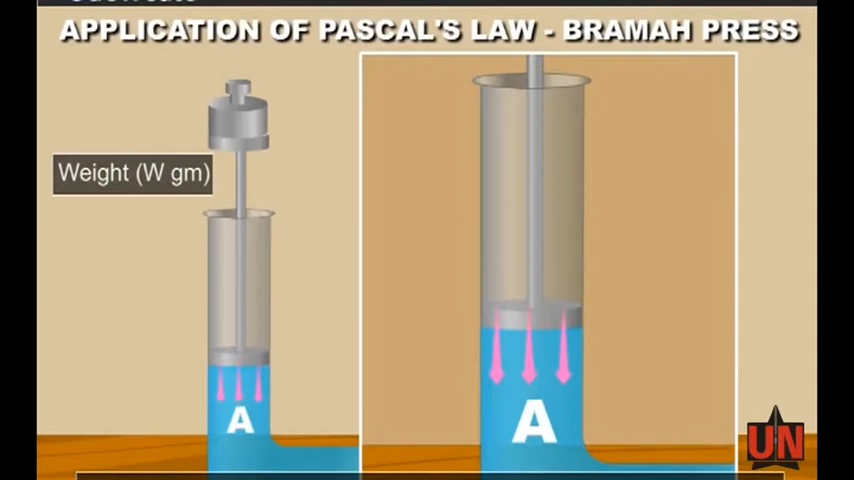 APPLICATION OF PASCAL'S LAW - BRAMAH PRESS
Weight (W gm)
A
A
UN